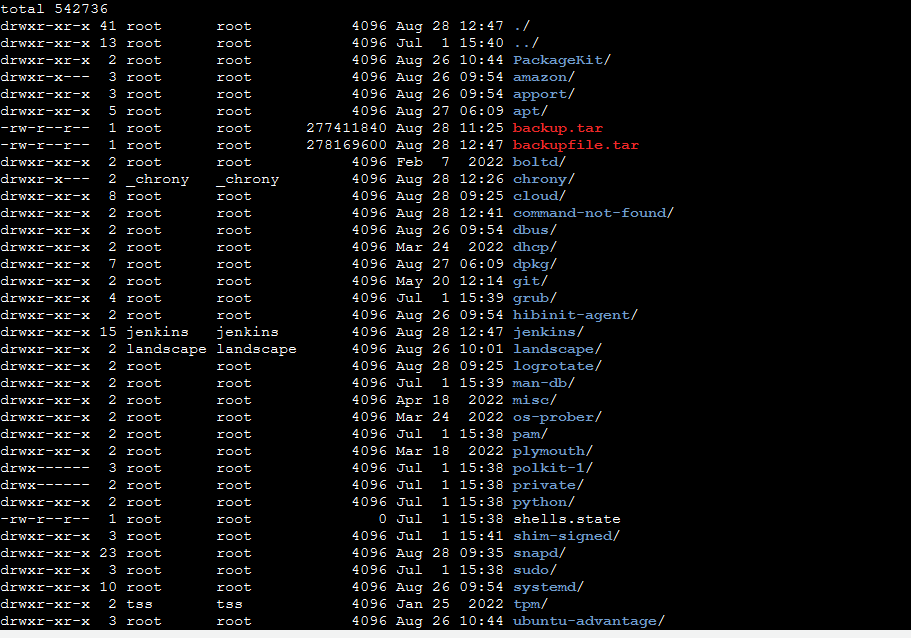 total 542736
drwxr-xr-x 41 root      root           4096 Aug 28 12:47 ./
drwxr-xr-x 13 root      root           4096 Jul  1 15:40 ../
drwxr-xr-x  2 root      root           4096 Aug 26 10:44 PackageKit/
drwxr-x---  3 root      root           4096 Aug 26 09:54 amazon/
drwxr-xr-x  3 root      root           4096 Aug 26 09:54 apport/
drwxr-xr-x  5 root      root           4096 Aug 27 06:09 apt/
-rw-r--r--  1 root      root      277411840 Aug 28 11:25 backup.tar
-rw-r--r--  1 root      root      278169600 Aug 28 12:47 backupfile.tar
drwxr-xr-x  2 root      root           4096 Feb  7  2022 boltd/
drwxr-x---  2 _chrony   _chrony        4096 Aug 28 12:26 chrony/
drwxr-xr-x  8 root      root           4096 Aug 28 09:25 cloud/
drwxr-xr-x  2 root      root           4096 Aug 28 12:41 command-not-found/
drwxr-xr-x  2 root      root           4096 Aug 26 09:54 dbus/
drwxr-xr-x  2 root      root           4096 Mar 24  2022 dhcp/
drwxr-xr-x  7 root      root           4096 Aug 27 06:09 dpkg/
drwxr-xr-x  2 root      root           4096 May 20 12:14 git/
drwxr-xr-x  4 root      root           4096 Jul  1 15:39 grub/
drwxr-xr-x  2 root      root           4096 Aug 26 09:54 hibinit-agent/
drwxr-xr-x 15 jenkins   jenkins        4096 Aug 28 12:47 jenkins/
drwxr-xr-x  2 landscape landscape      4096 Aug 26 10:01 landscape/
drwxr-xr-x  2 root      root           4096 Aug 28 09:25 logrotate/
drwxr-xr-x  2 root      root           4096 Jul  1 15:39 man-db/
drwxr-xr-x  2 root      root           4096 Apr 18  2022 misc/
drwxr-xr-x  2 root      root           4096 Mar 24  2022 os-prober/
drwxr-xr-x  2 root      root           4096 Jul  1 15:38 pam/
drwxr-xr-x  2 root      root           4096 Mar 18  2022 plymouth/
drwx------  3 root      root           4096 Jul  1 15:38 polkit-1/
drwx------  2 root      root           4096 Jul  1 15:38 private/
drwxr-xr-x  2 root      root           4096 Jul  1 15:38 python/
-rw-r--r--  1 root      root              0 Jul  1 15:38 shells.state
drwxr-xr-x  3 root      root           4096 Jul  1 15:41 shim-signed/
drwxr-xr-x 23 root      root           4096 Aug 28 09:35 snapd/
drwxr-xr-x  3 root      root           4096 Jul  1 15:38 sudo/
drwxr-xr-x 10 root      root           4096 Aug 26 09:54 systemd/
drwxr-xr-x  2 tss       tss            4096 Jan 25  2022 tpm/
drwxr-xr-x  3 root      root           4096 Aug 26 10:44 ubuntu-advantage/